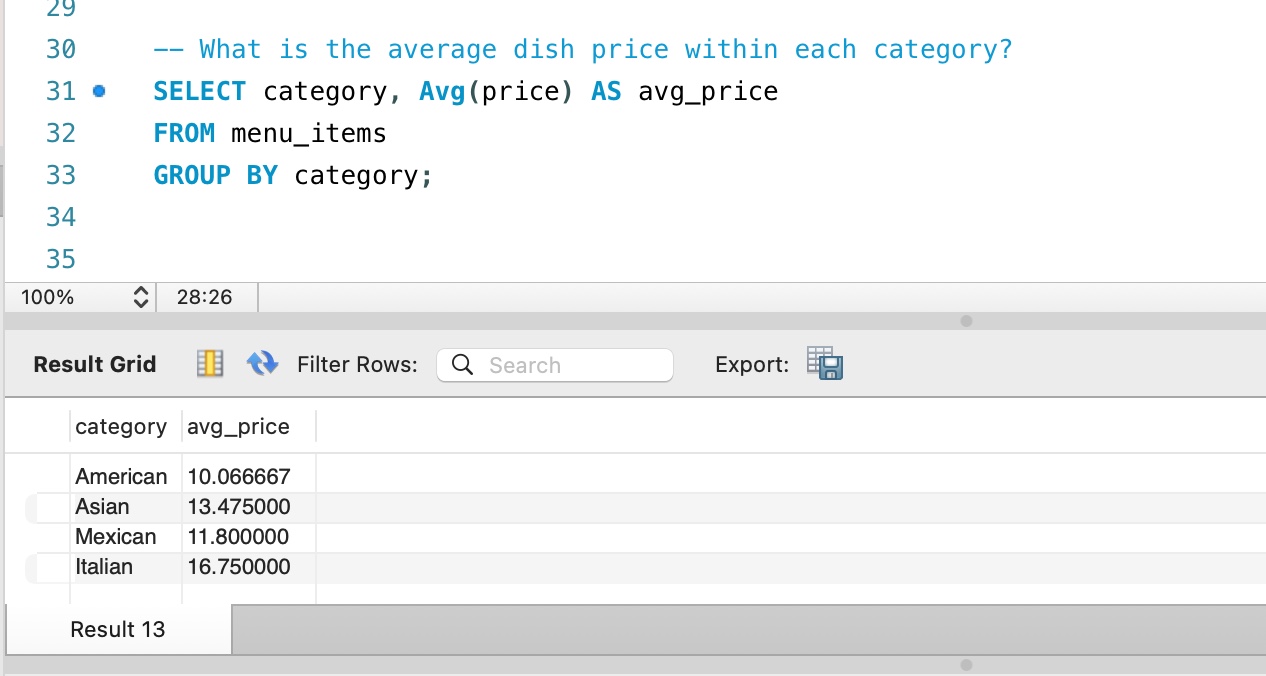 29
30 -- What is the average dish price within each category?
31 SELECT category, Avg(price) AS avg_price
32 FROM menu_items
33 GROUP BY category;
34
35
100% 28:26
Result Grid Filter Rows: Search Export:
category avg_price
American 10.066667
Asian 13.475000
Mexican 11.800000
Italian 16.750000
Result 13